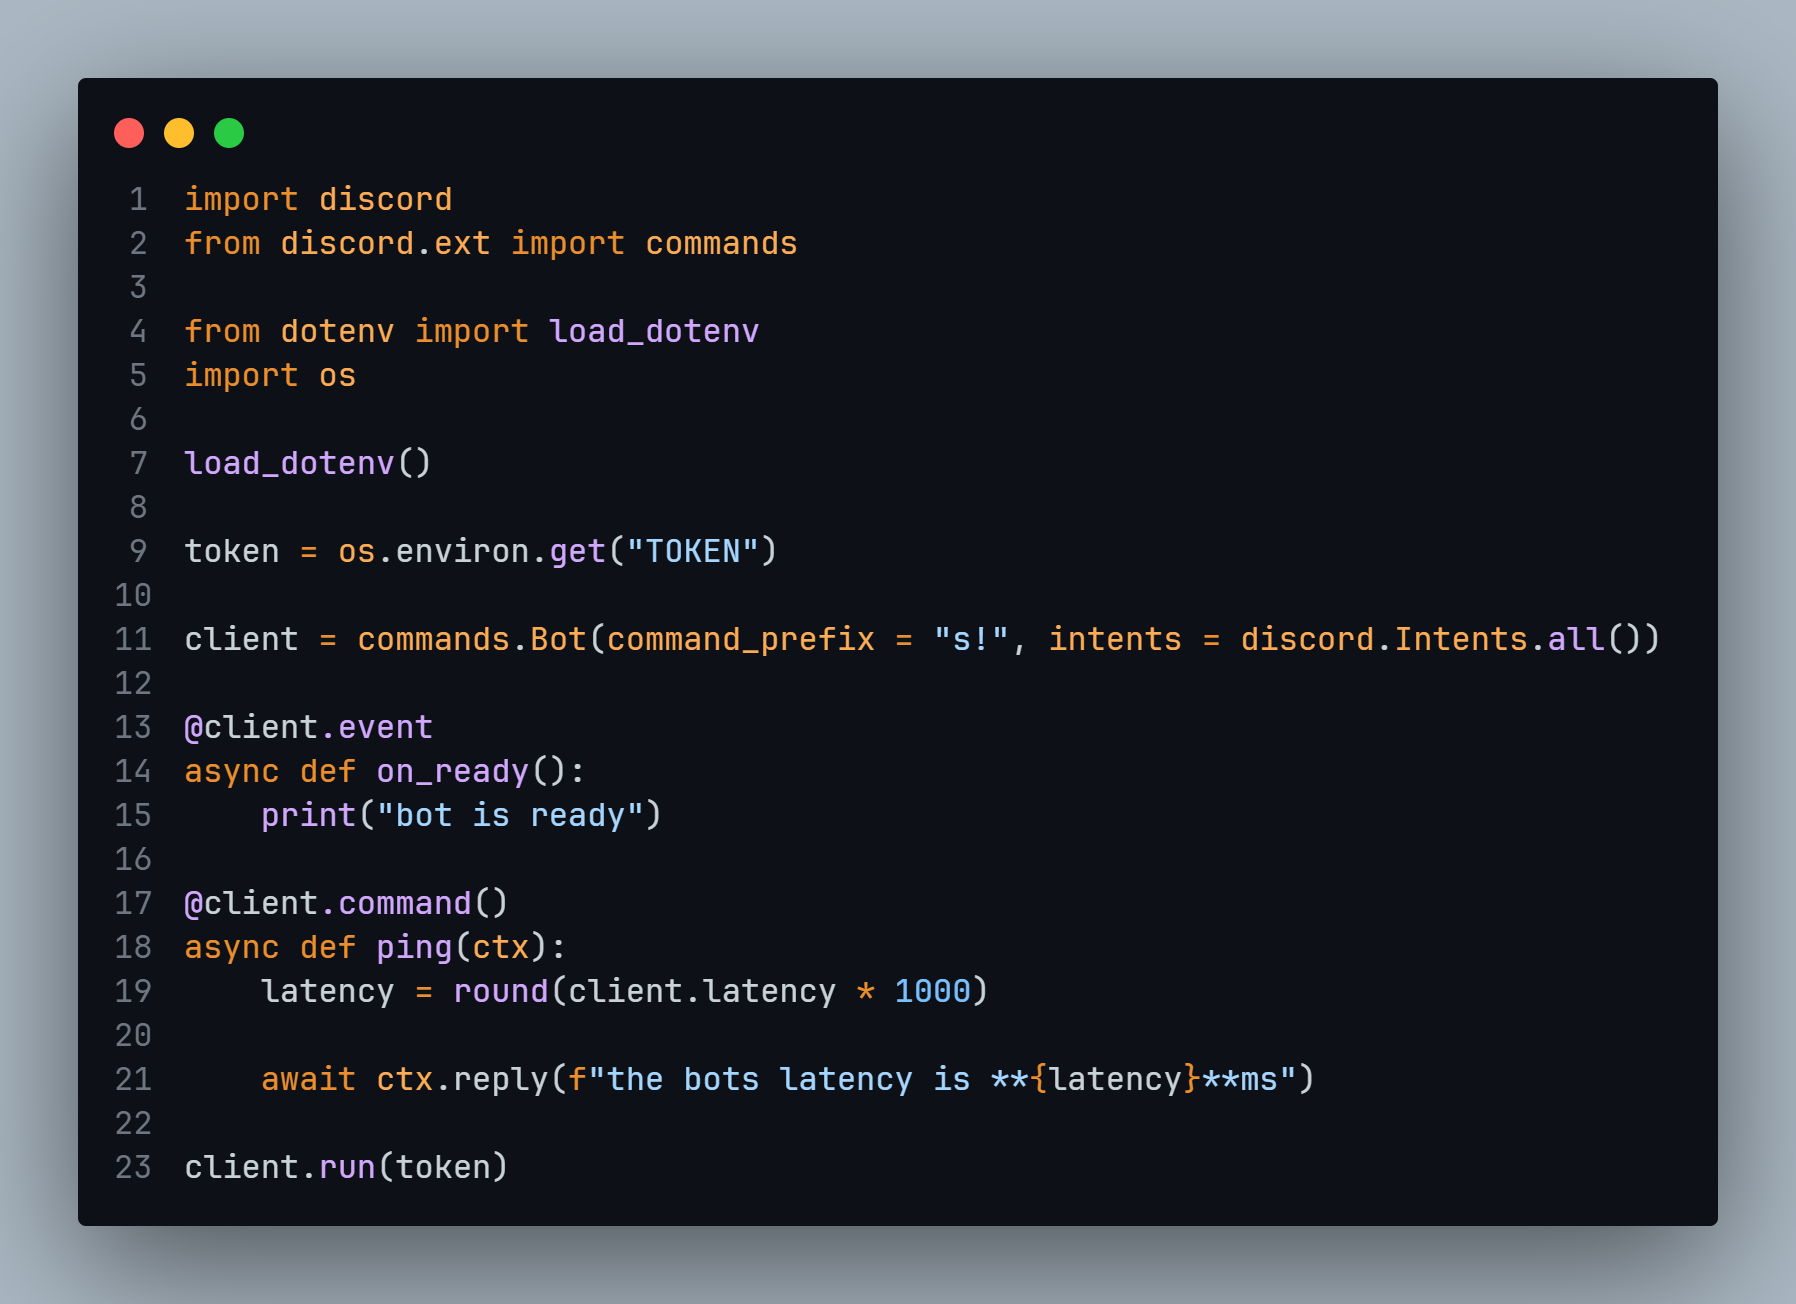 1 import discord
2 from discord.ext import commands
3
4 from dotenv import load_dotenv
5 import os
6
7 load_dotenv()
8
9 token = os.environ.get("TOKEN")
10
11 client = commands.Bot(command_prefix = "s!", intents = discord.Intents.all())
12
13 @client.event
14 async def on_ready():
15     print("bot is ready")
16
17 @client.command()
18 async def ping(ctx):
19     latency = round(client.latency * 1000)
20
21     await ctx.reply(f"the bots latency is **{latency}**ms")
22
23 client.run(token)